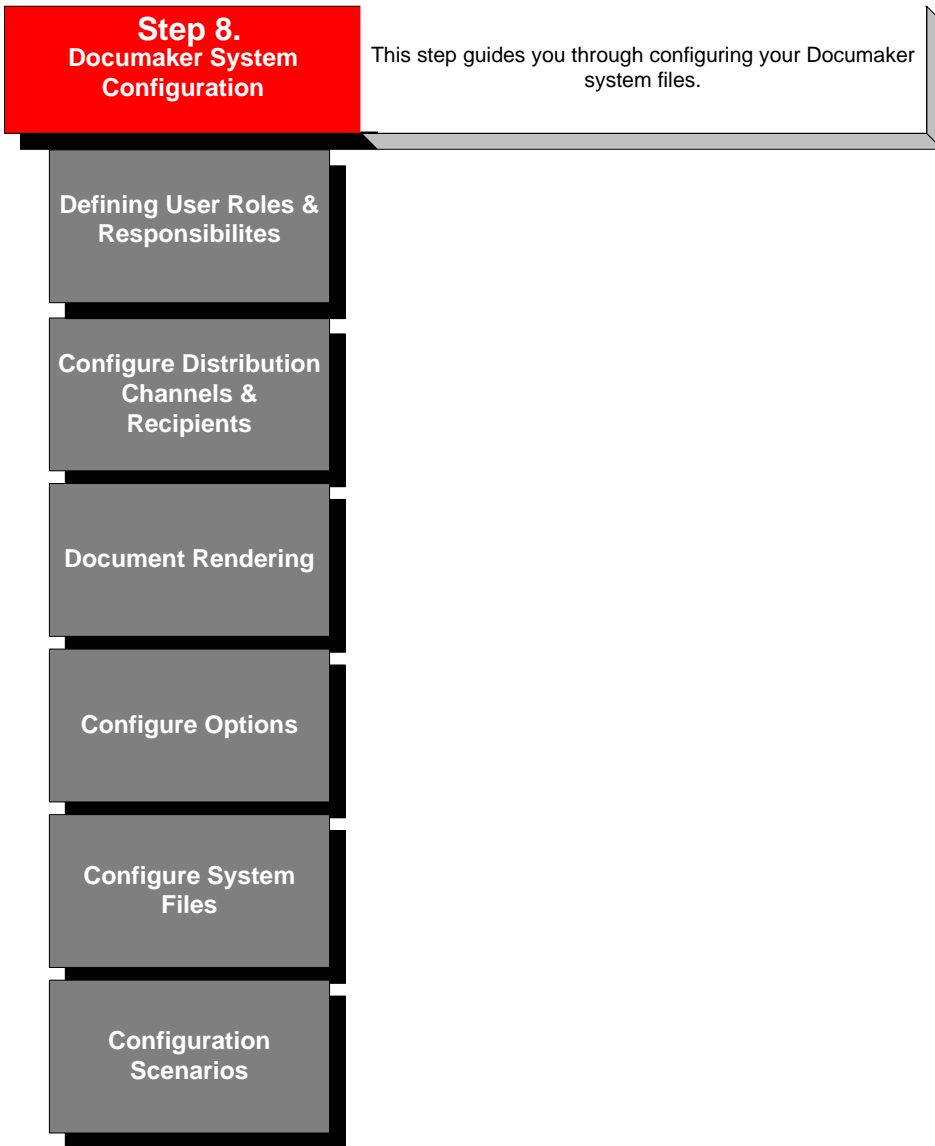 Step 8.
Documaker System
Configuration
This step guides you through configuring your Documaker
system files.
Defining User Roles &
Responsibilites
Configure Distribution
Channels &
Recipients
Document Rendering
Configure Options
Configure System
Files
Configuration
Scenarios